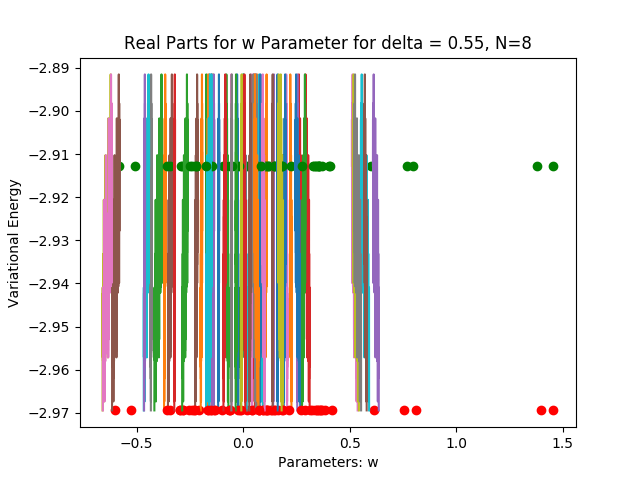 Real Parts for w Parameter for delta = 0.55, N=8
−2.89
−2.90
−2.91
−2.92
−2.93
−2.94
−2.95
−2.96
−2.97
Variational Energy
−0.5 0.0 0.5 1.0 1.5
Parameters: w